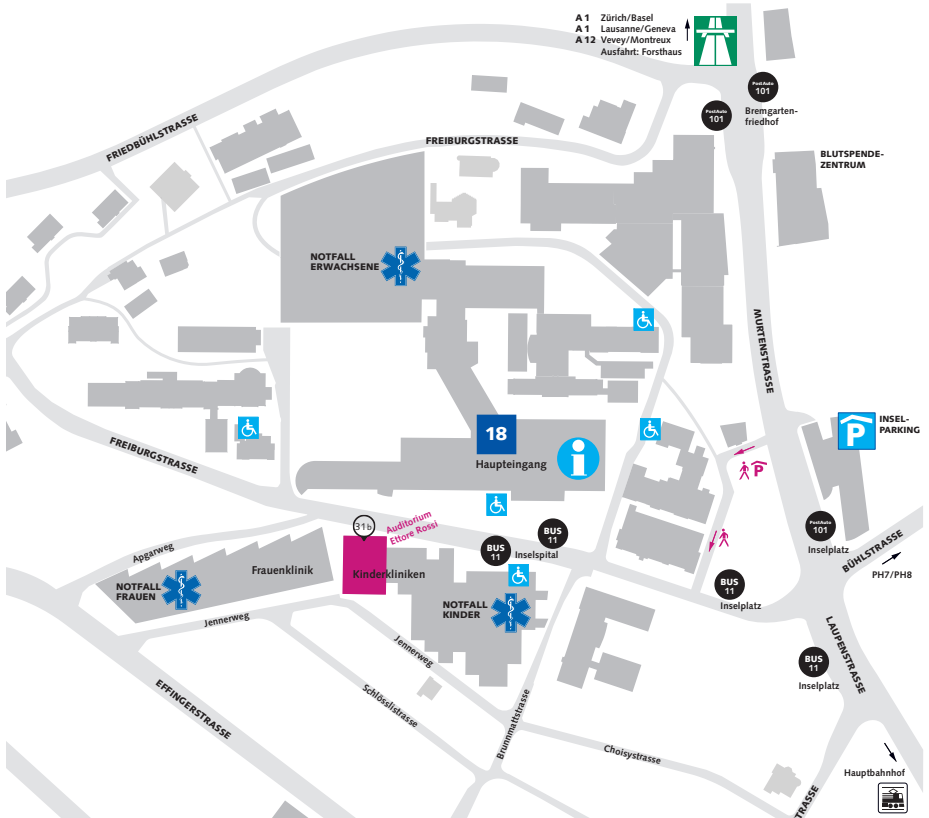 A 1 Zürich/Basel
A 1 Lausanne/Geneva
A 12 Vevey/Montreux
Ausfahrt: Forsthaus
PostAuto
101
PostAuto
101
Bremgarten-
friedhof
FRIEDBÜHLSTRASSE
FREIBURGSTRASSE
BLUTSPENDE-
ZENTRUM
NOTFALL
ERWACHSENE
MURTENSTRASSE
18
Haupteingang
i
P
INSEL-
PARKING
P
FREIBURGSTRASSE
31b
Auditorium
Ettore Rossi
BUS
11
Inselspital
BUS
11
PostAuto
101
Inselplatz
BÜHLSTRASSE
PH7/PH8
Apgarweg
Frauenklinik
Kinderkliniken
NOTFALL
FRAUEN
NOTFALL
KINDER
BUS
11
Inselplatz
Jennerweg
Jennerweg
LAUPENSTRASSE
BUS
11
Inselplatz
EFFINGERSTRASSE
Schlösslistrasse
Brunnmattstrasse
Choisystrasse
Hauptbahnhof
TRASSE